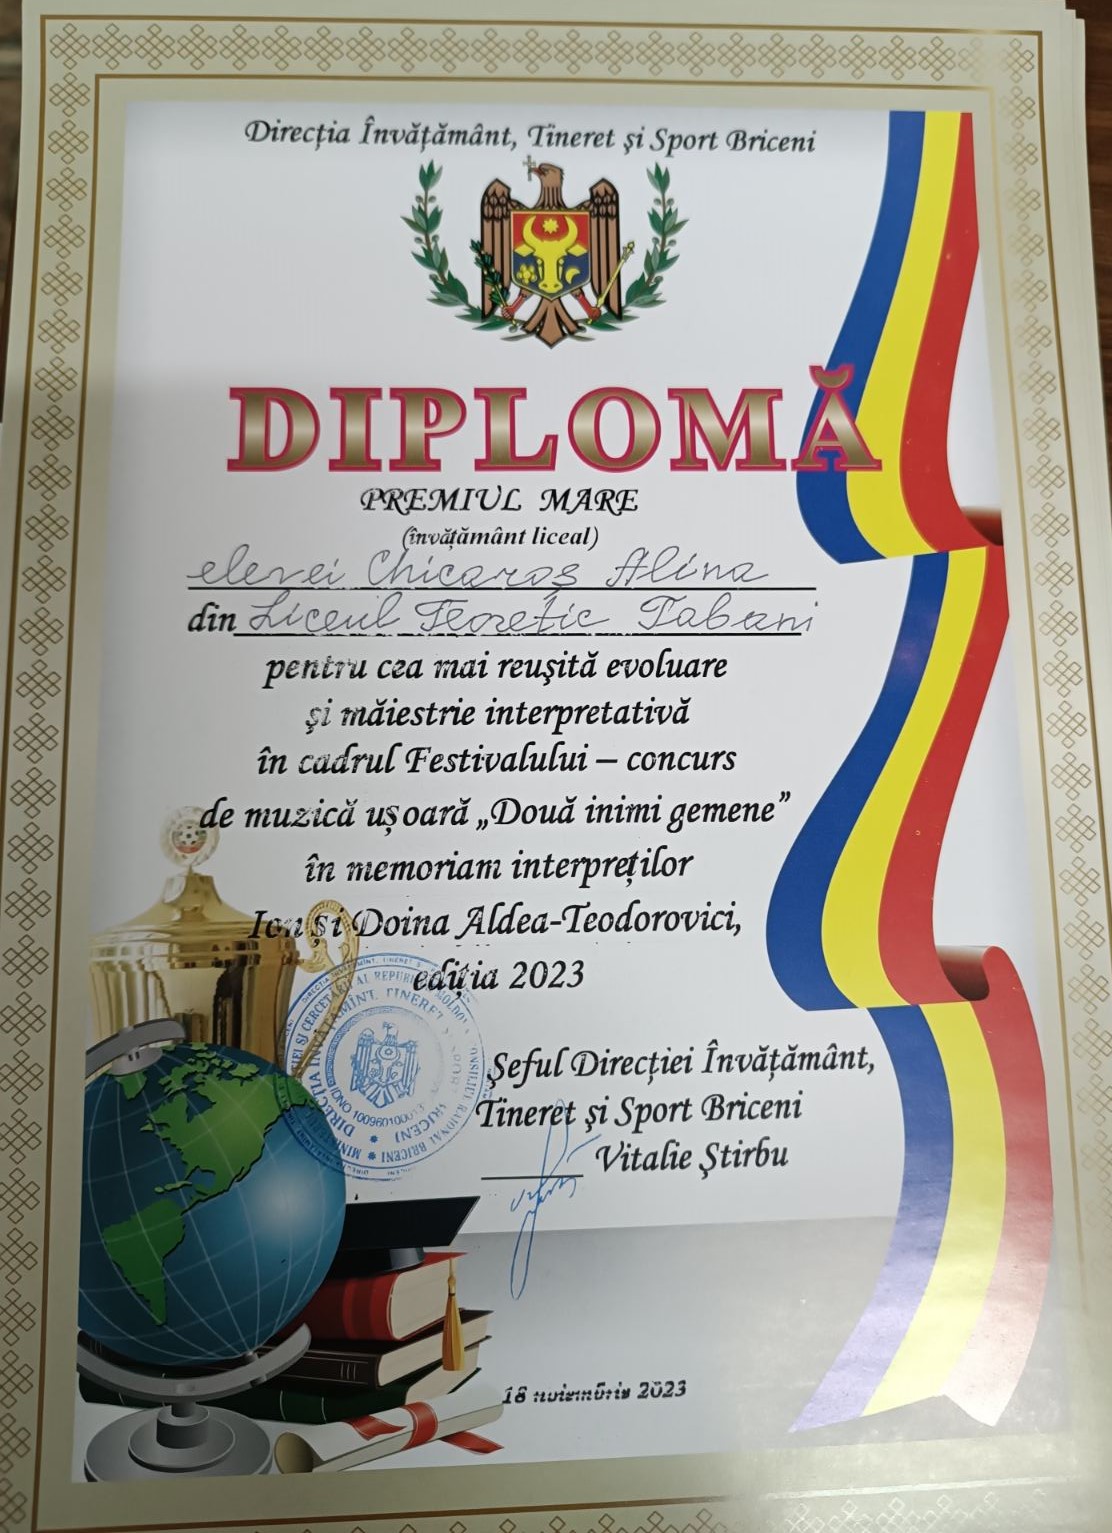 Direcția Învățământ, Tineret și Sport Briceni
DIPLOMĂ
PREMIUL MARE
(învățământ liceal)
elevei Chicaroș Alina
din Liceul Teoretic Tabani
pentru cea mai reușită evoluare
și măiestrie interpretativă
în cadrul Festivalului – concurs
de muzică ușoară „Două inimi gemene”
în memoriam interpreților
Ion și Doina Aldea-Teodorovici,
ediția 2023
Șeful Direcției Învățământ,
Tineret și Sport Briceni
Vitalie Știrbu
18 noiembrie 2023